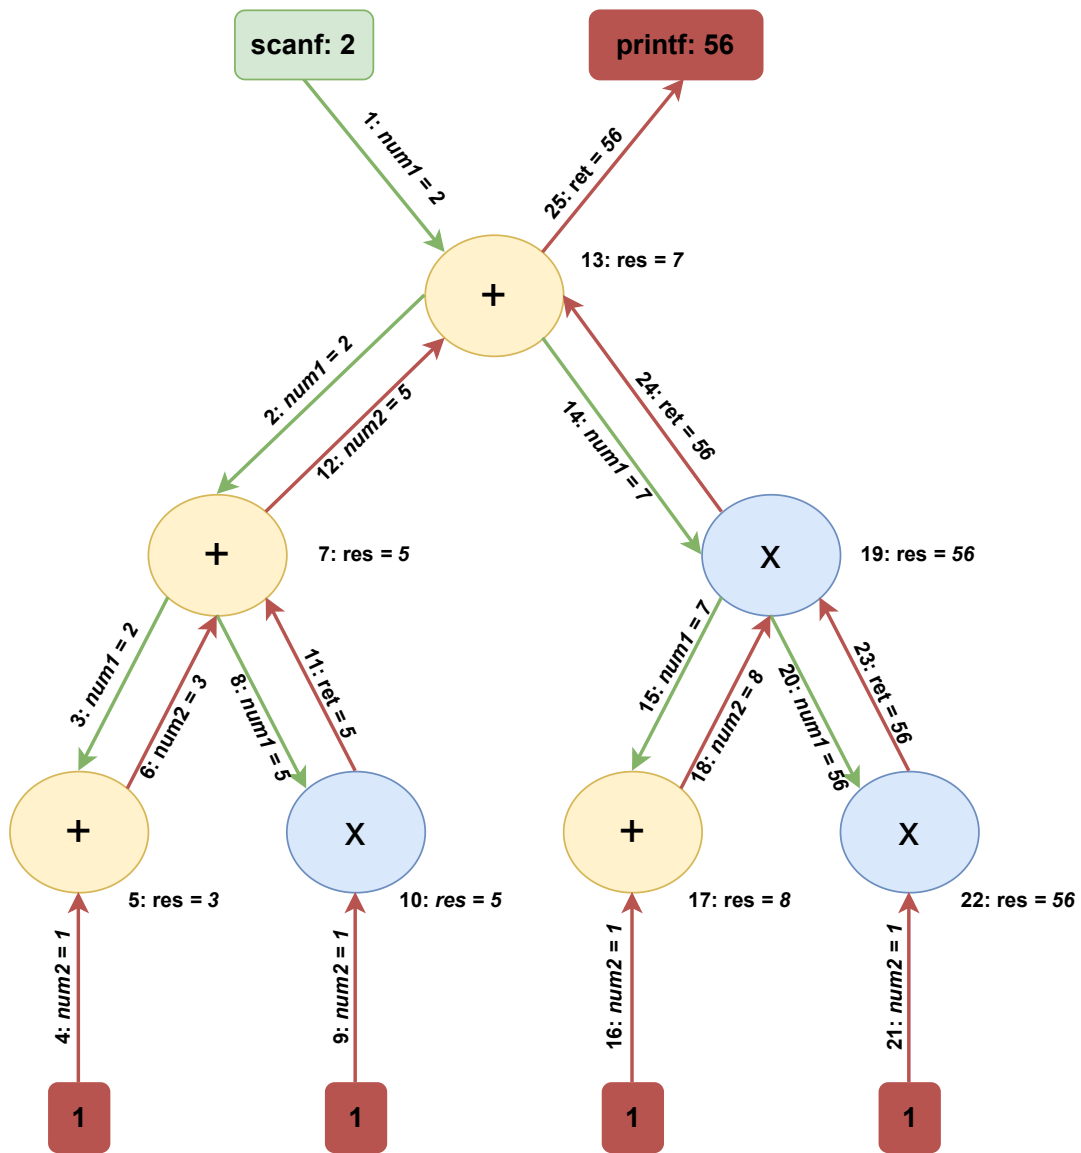 scanf: 2
printf: 56
1: num1 = 2
25: ret = 56
+
13: res = 7
2: num1 = 2
12: num2 = 5
14: num1 = 7
24: ret = 56
+
7: res = 5
x
19: res = 56
3: num1 = 2
6: num2 = 3
8: num1 = 5
11: ret = 5
15: num1 = 7
18: num2 = 8
20: num1 = 56
23: ret = 56
+
x
+
x
5: res = 3
10: res = 5
17: res = 8
22: res = 56
4: num2 = 1
9: num2 = 1
16: num2 = 1
21: num2 = 1
1
1
1
1